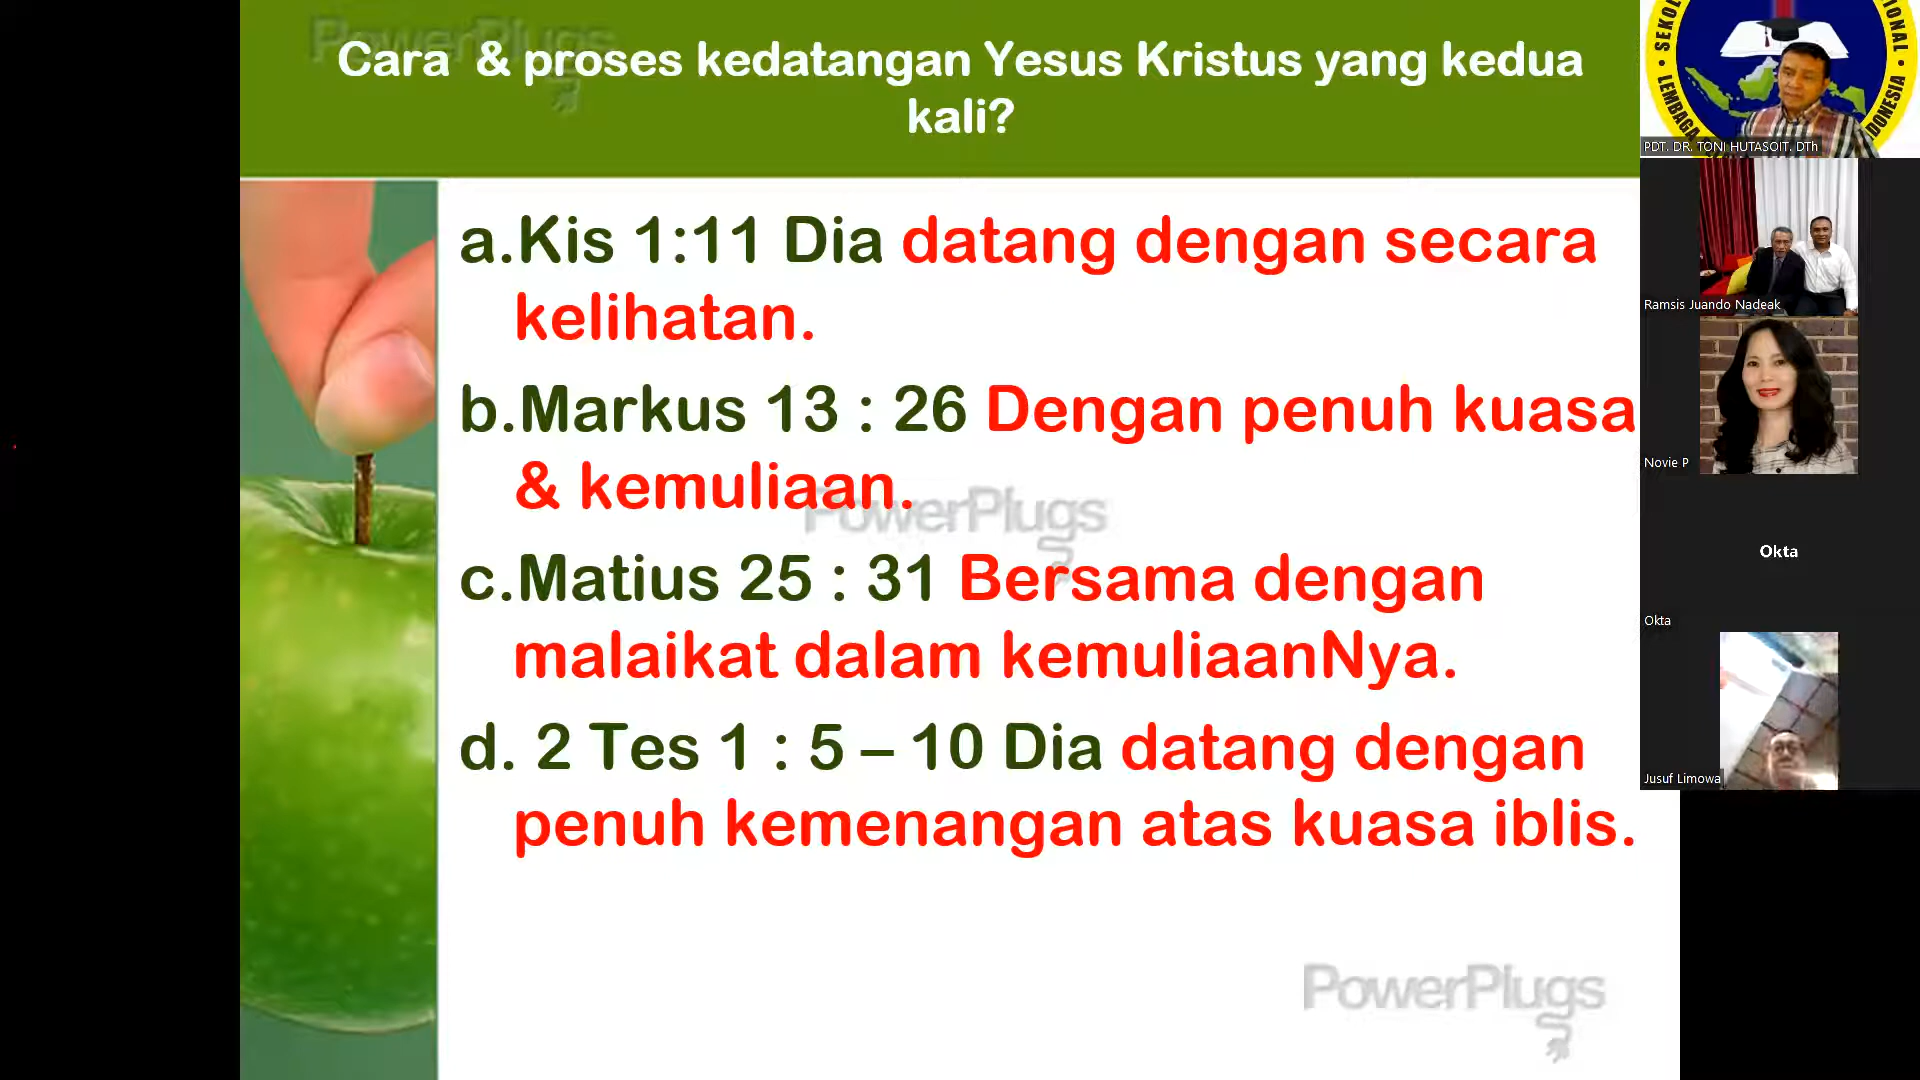 Cara & proses kedatangan Yesus Kristus yang kedua
kali?
a.Kis 1:11 Dia datang dengan secara
kelihatan.
b.Markus 13 : 26 Dengan penuh kuasa
& kemuliaan.
c.Matius 25 : 31 Bersama dengan
malaikat dalam kemuliaanNya.
d. 2 Tes 1 : 5 – 10 Dia datang dengan
penuh kemenangan atas kuasa iblis.
PowerPlugs
PowerPlugs
PowerPlugs
LEMBAGA
PDT. DR. TONI HUTASOIT. DTh
Ramsis Juando Nadeak
Novie P
Okta
Okta
Jusuf Limowa